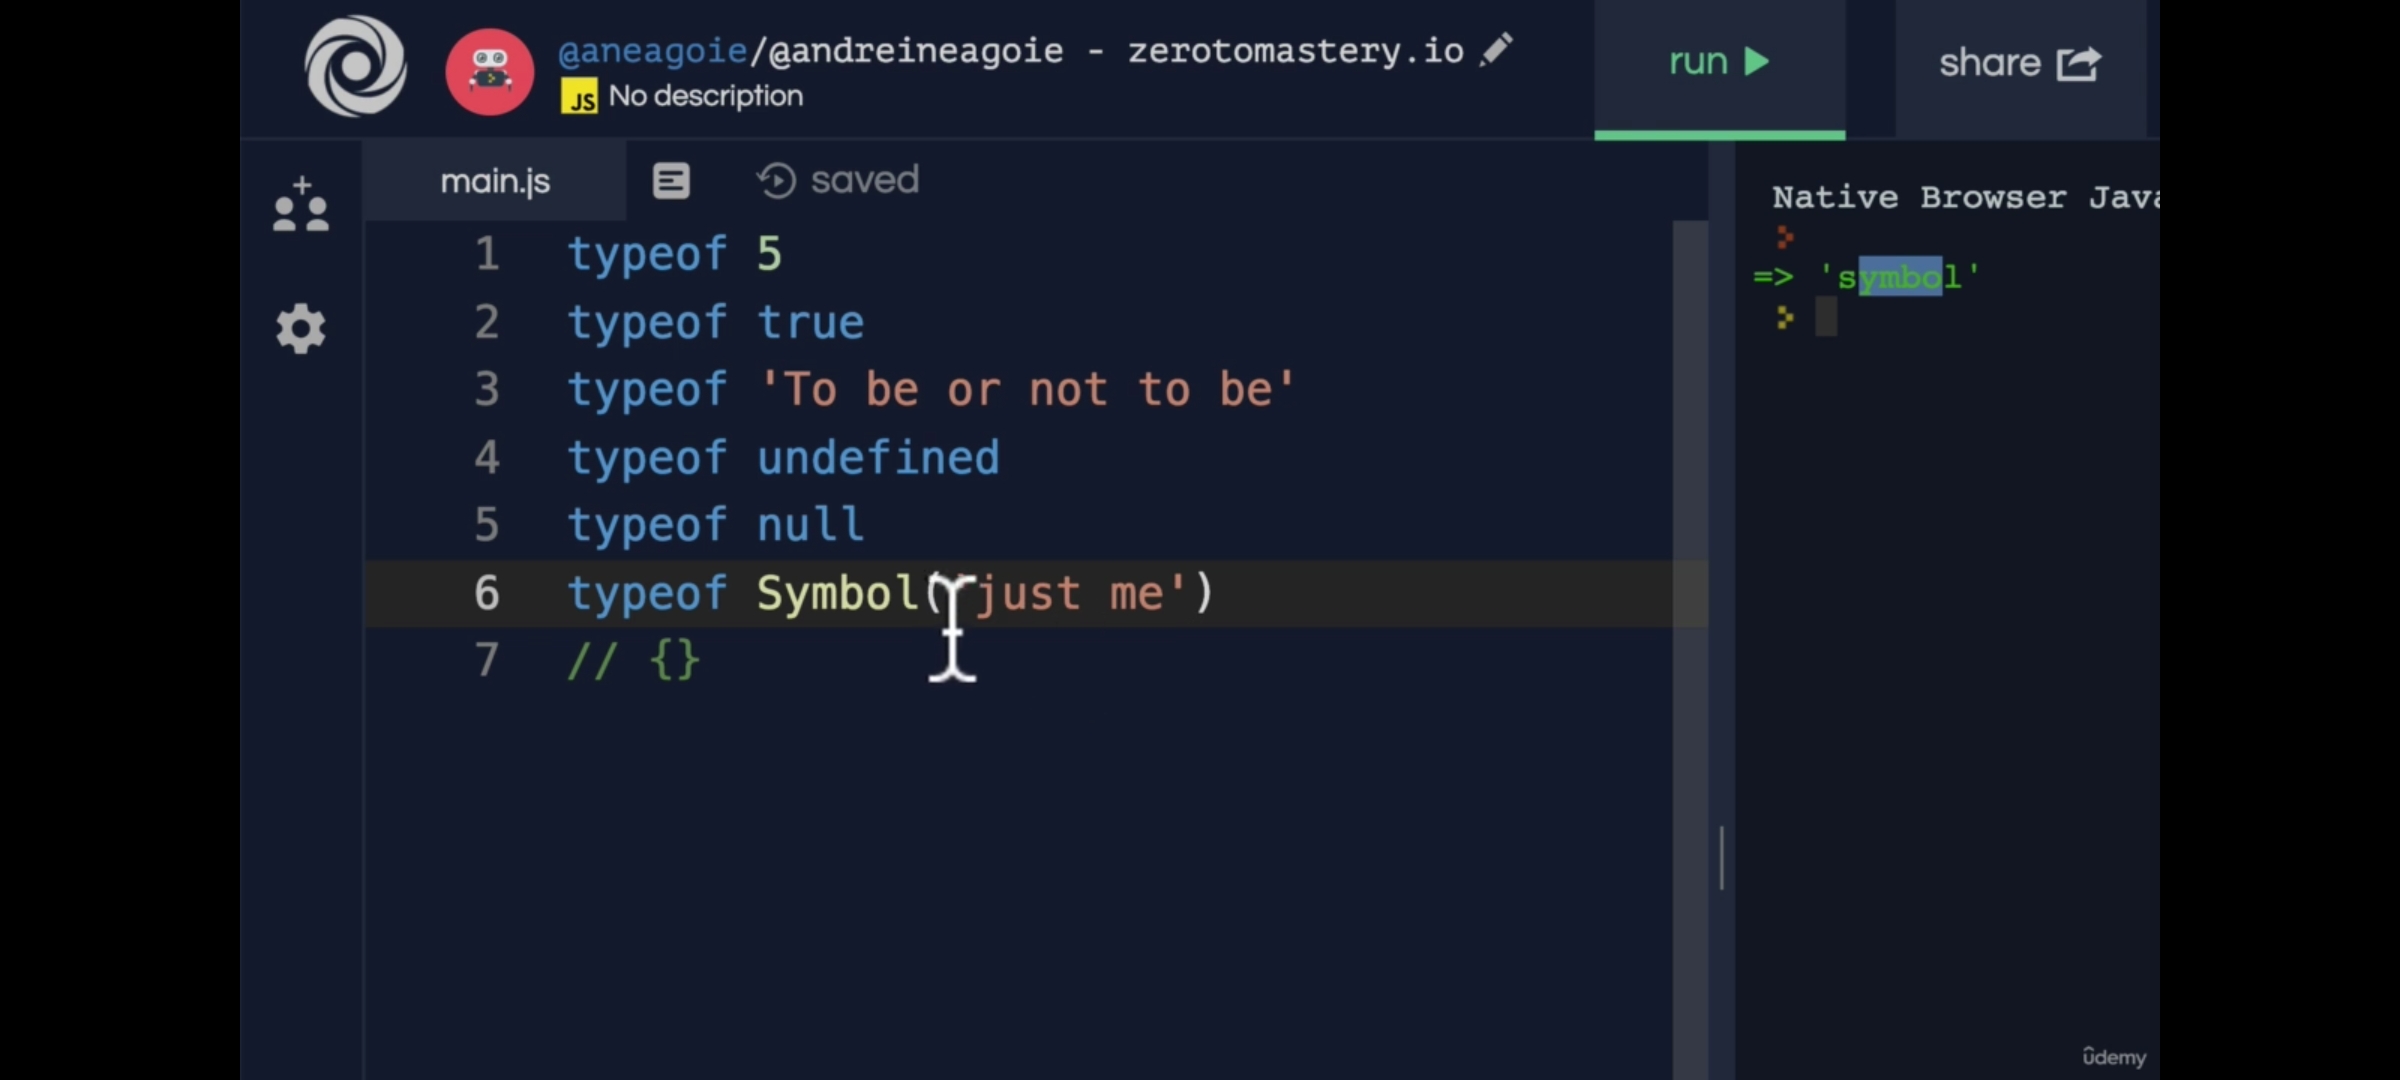 @aneagoie/@andreineagoie - zerotomastery.io
JS No description
run
share
main.js
saved
1 typeof 5
2 typeof true
3 typeof 'To be or not to be'
4 typeof undefined
5 typeof null
6 typeof Symbol('just me')
7 // {}
Native Browser Java
=> 'symbol'
ûdemy